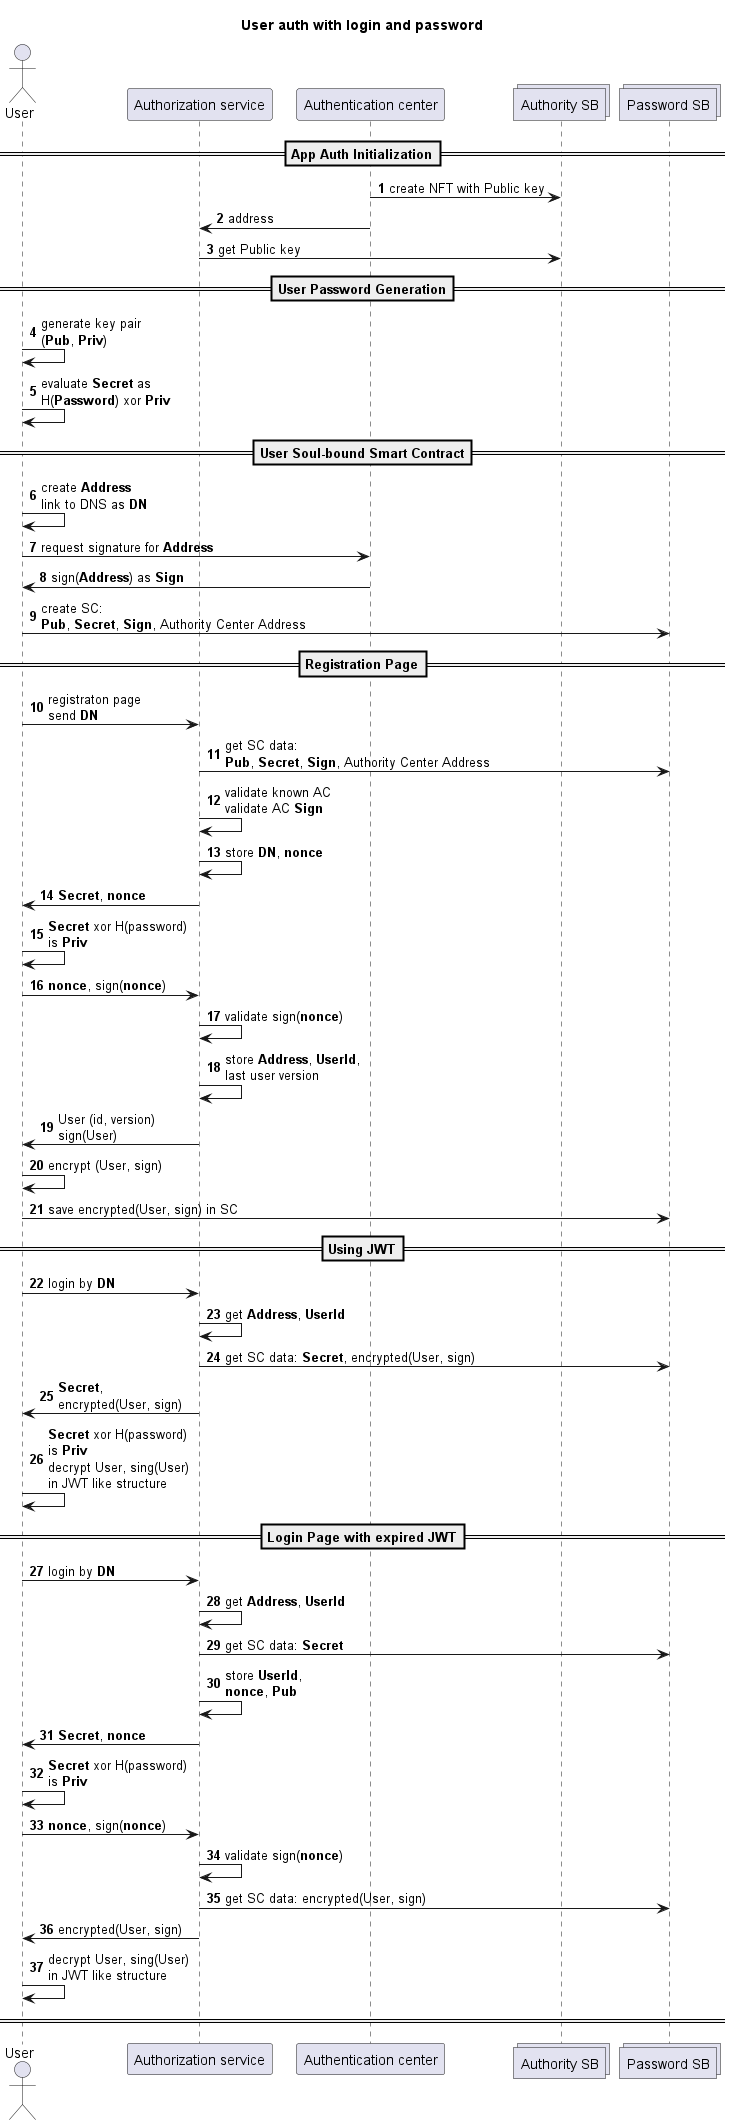 User auth with login and password
User
Authorization service
Authentication center
Authority SB
Password SB
App Auth Initialization
1 create NFT with Public key
2 address
3 get Public key
User Password Generation
4 generate key pair
(Pub, Priv)
5 evaluate Secret as
H(Password) xor Priv
User Soul-bound Smart Contract
6 create Address
link to DNS as DN
7 request signature for Address
8 sign(Address) as Sign
9 create SC:
Pub, Secret, Sign, Authority Center Address
Registration Page
10 registraton page
send DN
11 get SC data:
Pub, Secret, Sign, Authority Center Address
12 validate known AC
validate AC Sign
13 store DN, nonce
14 Secret, nonce
15 Secret xor H(password)
is Priv
16 nonce, sign(nonce)
17 validate sign(nonce)
18 store Address, UserId,
last user version
19 User (id, version)
sign(User)
20 encrypt (User, sign)
21 save encrypted(User, sign) in SC
Using JWT
22 login by DN
23 get Address, UserId
24 get SC data: Secret, encrypted(User, sign)
25 Secret,
encrypted(User, sign)
26 Secret xor H(password)
is Priv
decrypt User, sing(User)
in JWT like structure
Login Page with expired JWT
27 login by DN
28 get Address, UserId
29 get SC data: Secret
30 store UserId,
nonce, Pub
31 Secret, nonce
32 Secret xor H(password)
is Priv
33 nonce, sign(nonce)
34 validate sign(nonce)
35 get SC data: encrypted(User, sign)
36 encrypted(User, sign)
37 decrypt User, sing(User)
in JWT like structure
User
Authorization service
Authentication center
Authority SB
Password SB